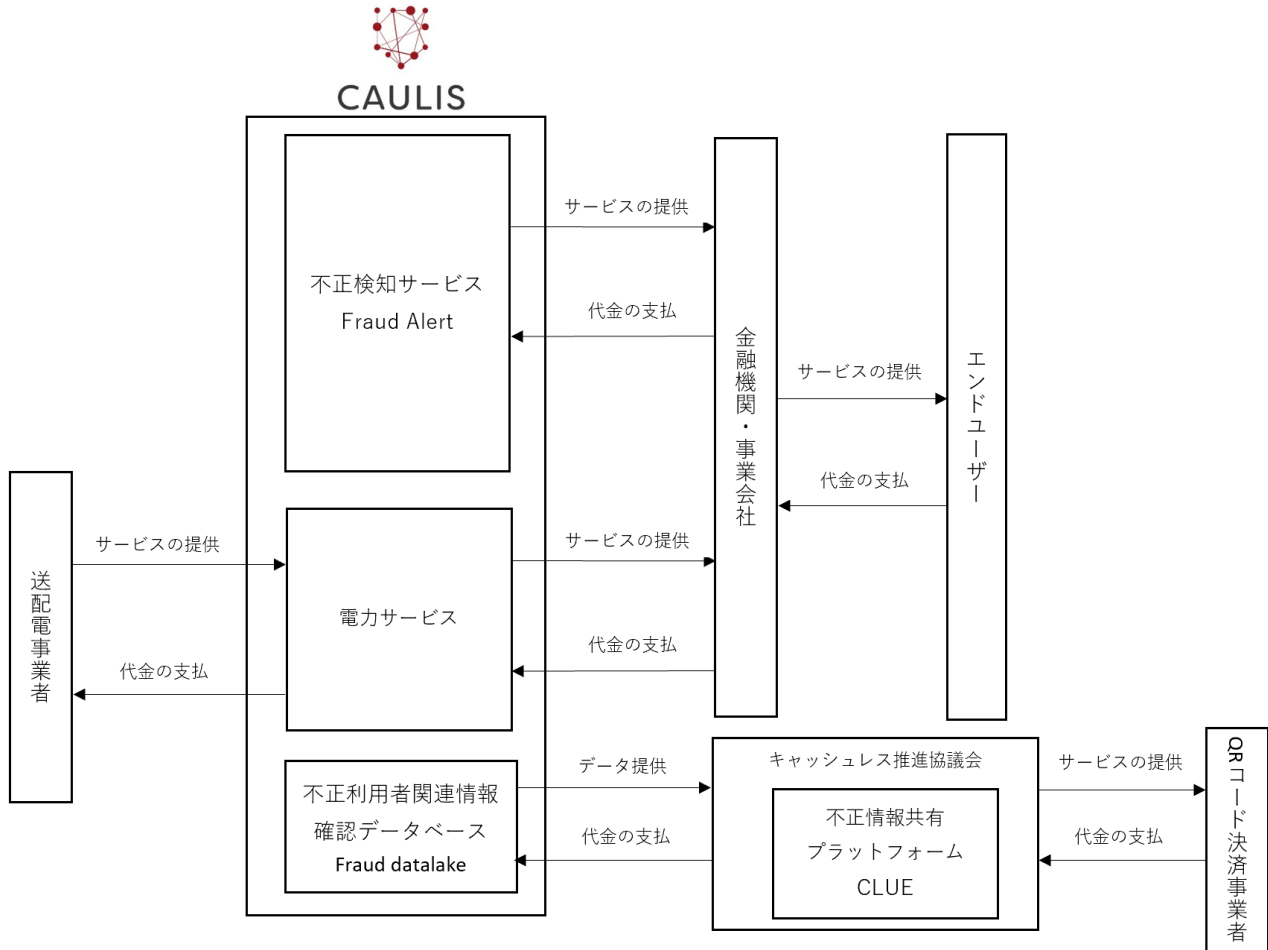 CAULIS
不正検知サービス
Fraud Alert
サービスの提供
代金の支払
金融機関・事業会社
サービスの提供
代金の支払
エンドユーザー
送配電事業者
サービスの提供
代金の支払
電力サービス
サービスの提供
代金の支払
不正利用者関連情報
確認データベース
Fraud datalake
データ提供
代金の支払
キャッシュレス推進協議会
不正情報共有
プラットフォーム
CLUE
サービスの提供
代金の支払
QRコード決済事業者